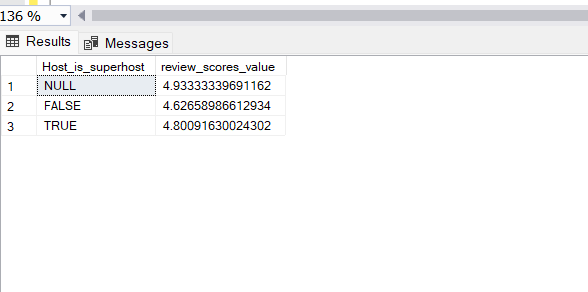 136 %
Results Messages
Host_is_superhost review_scores_value
1 NULL 4.93333339691162
2 FALSE 4.62658986612934
3 TRUE 4.80091630024302